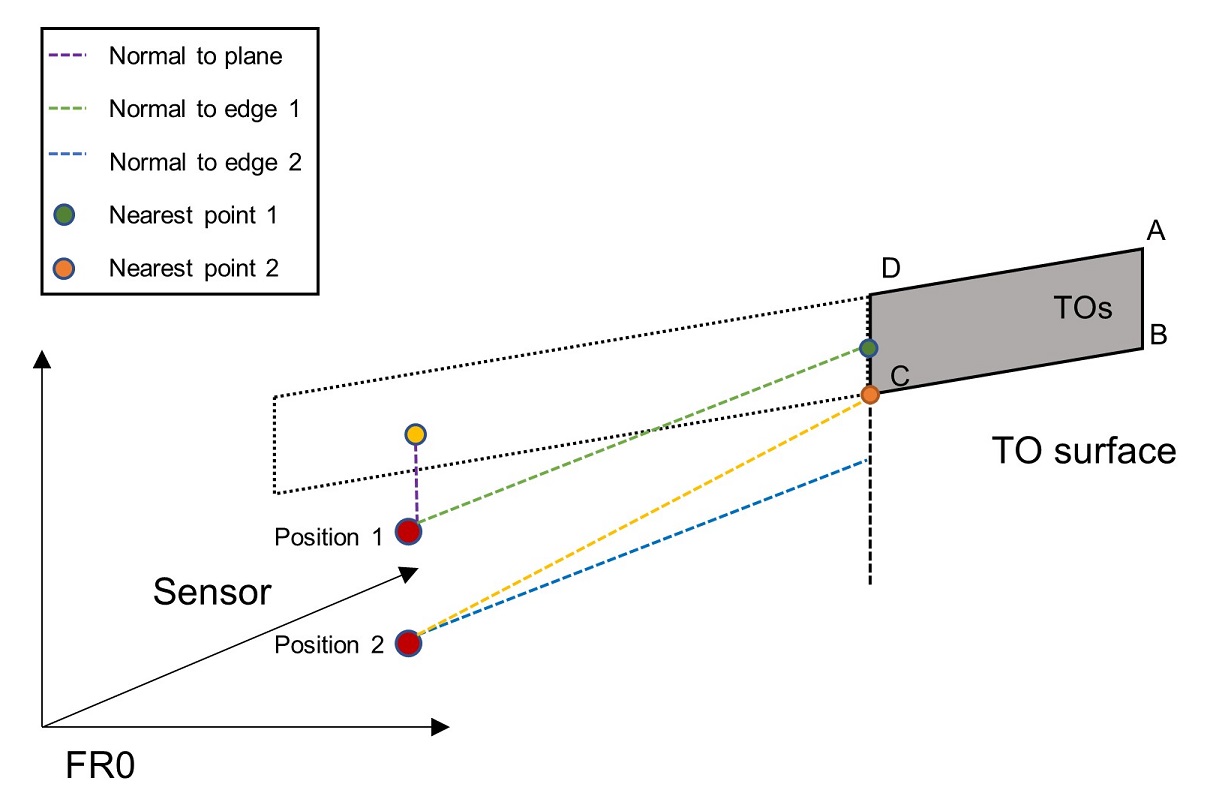 Normal to plane
Normal to edge 1
Normal to edge 2
Nearest point 1
Nearest point 2
A
D
TOs
B
C
TO surface
Position 1
Sensor
Position 2
FR0